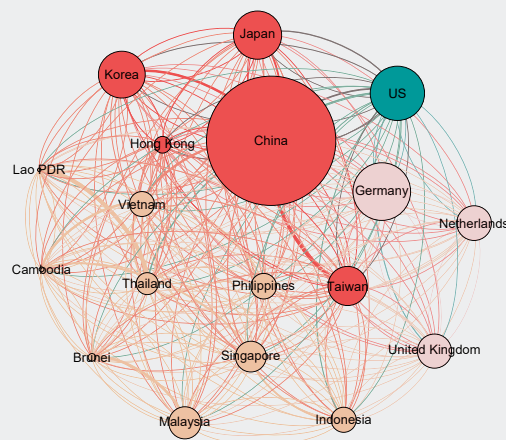 Japan
Korea
US
Hong Kong
China
Lao PDR
Germany
Vietnam
Netherlands
Cambodia
Thailand
Philippines
Taiwan
Brunei
Singapore
United Kingdom
Malaysia
Indonesia